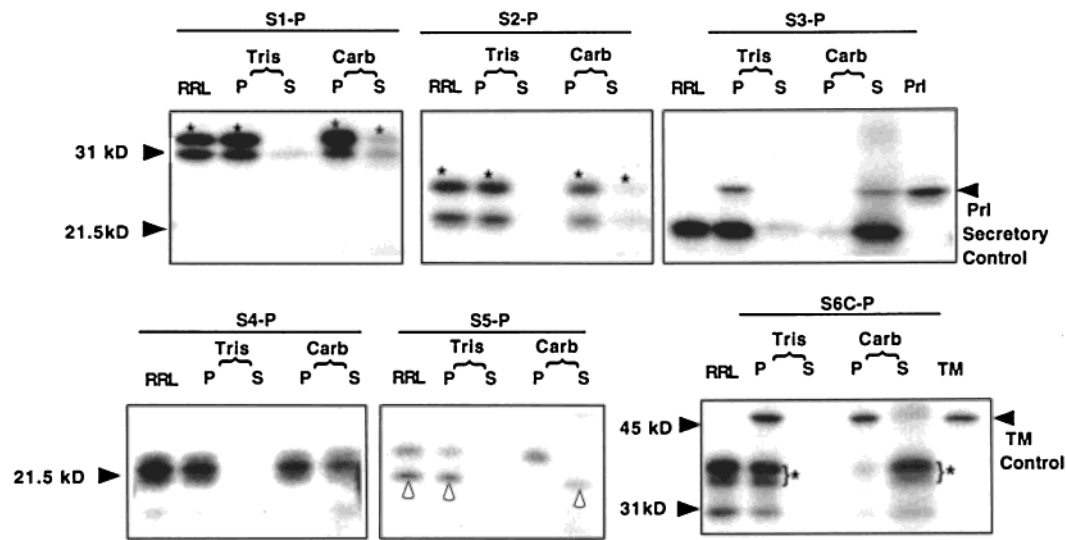 S1-P S2-P S3-P
Tris Carb Tris Carb Tris Carb
RRL P S P S RRL P S P S RRL P S P S Prl
* * * * * * * *
31 kD
21.5kD
Prl
Secretory
Control
S4-P S5-P S6C-P
Tris Carb Tris Carb Tris Carb
RRL P S P S RRL P S P S RRL P S P S TM
45 kD
TM
Control
21.5 kD
}* }*
31kD